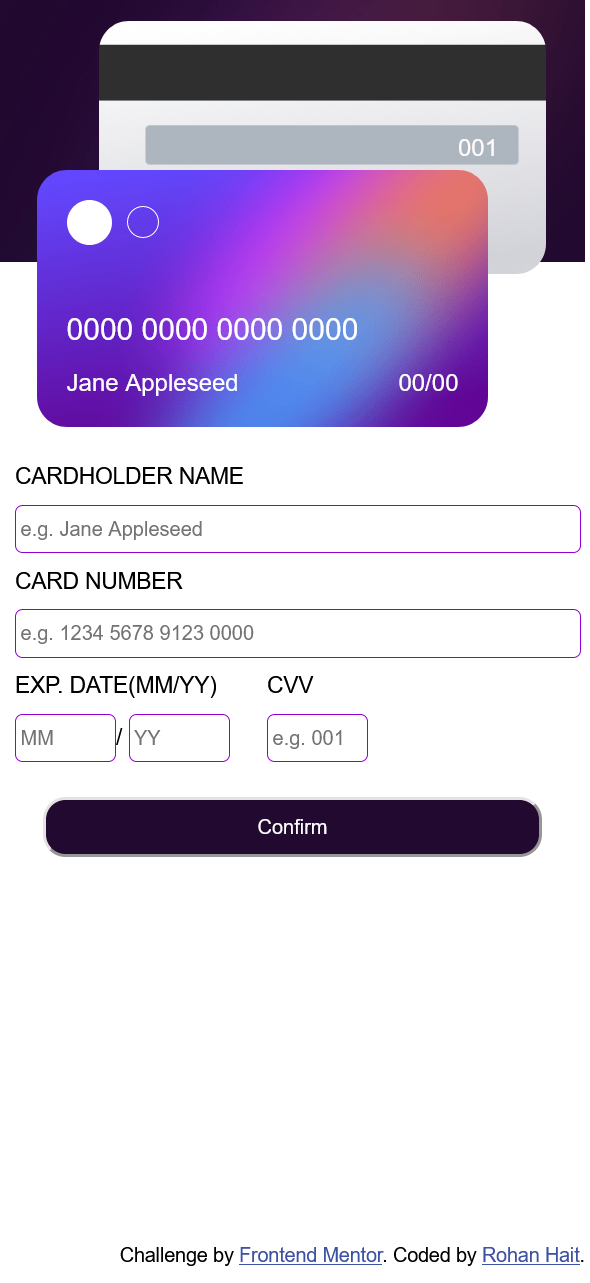 001
0000 0000 0000 0000
Jane Appleseed 00/00
CARDHOLDER NAME
e.g. Jane Appleseed
CARD NUMBER
e.g. 1234 5678 9123 0000
EXP. DATE(MM/YY) CVV
MM / YY e.g. 001
Confirm
Challenge by Frontend Mentor. Coded by Rohan Hait.